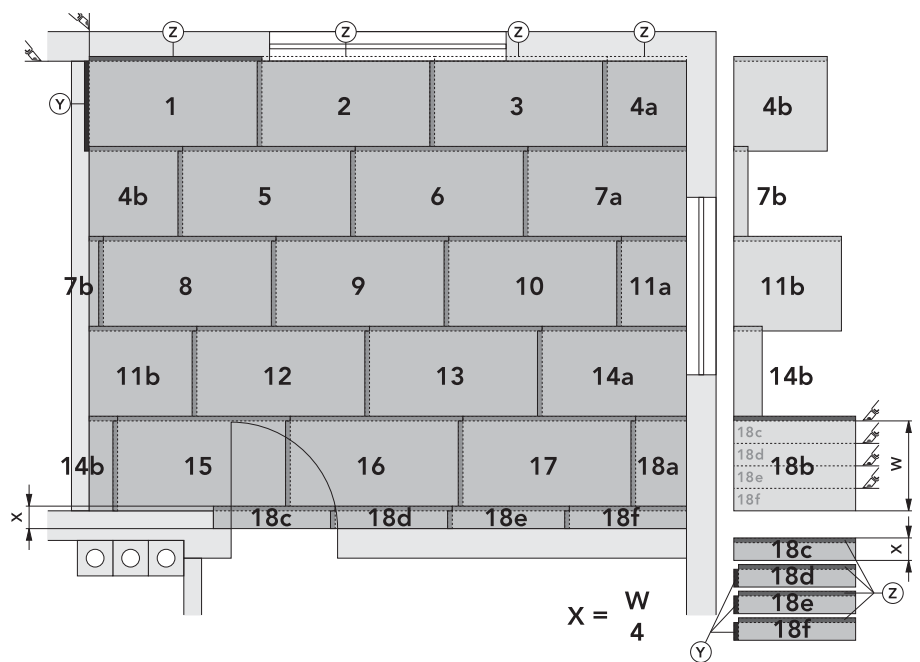 Z Z Z Z
Y 1 2 3 4a 4b
4b 5 6 7a 7b
7b 8 9 10 11a 11b
11b 12 13 14a 14b
18c
14b 15 16 17 18a 18d 18b W
18e
18f
X 18c 18d 18e 18f
18c X
18d
X = W 18e Z
4 18f
Y